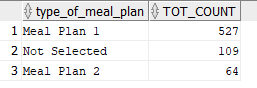 type_of_meal_plan TOT_COUNT
1 Meal Plan 1 527
2 Not Selected 109
3 Meal Plan 2 64